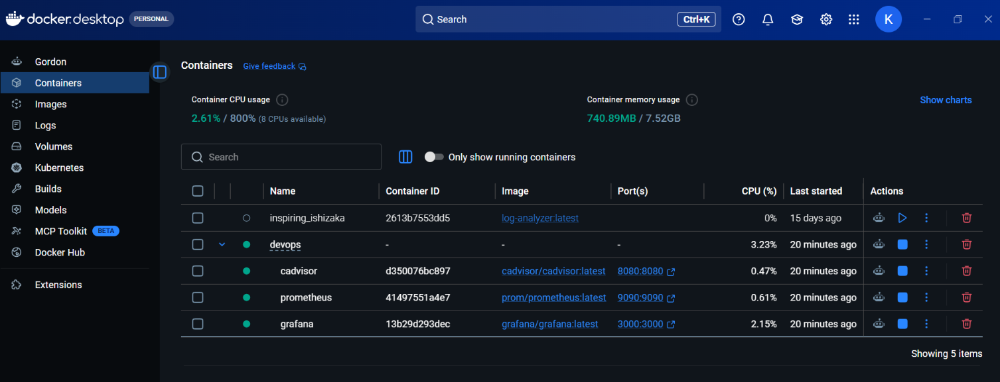 docker.desktop PERSONAL Search Ctrl+K K
Gordon
Containers
Images
Logs
Volumes
Kubernetes
Builds
Models
MCP Toolkit BETA
Docker Hub
Extensions
Containers Give feedback
Container CPU usage
2.61% / 800% (8 CPUs available)
Container memory usage
740.89MB / 7.52GB
Show charts
Search
Only show running containers
Name Container ID Image Port(s) CPU (%) Last started Actions
inspiring_ishizaka 2613b7553dd5 log-analyzer:latest 0% 15 days ago
devops - - - 3.23% 20 minutes ago
cadvisor d350076bc897 cadvisor/cadvisor:latest 8080:8080 0.47% 20 minutes ago
prometheus 41497551a4e7 prom/prometheus:latest 9090:9090 0.61% 20 minutes ago
grafana 13b29d293dec grafana/grafana:latest 3000:3000 2.15% 20 minutes ago
Showing 5 items